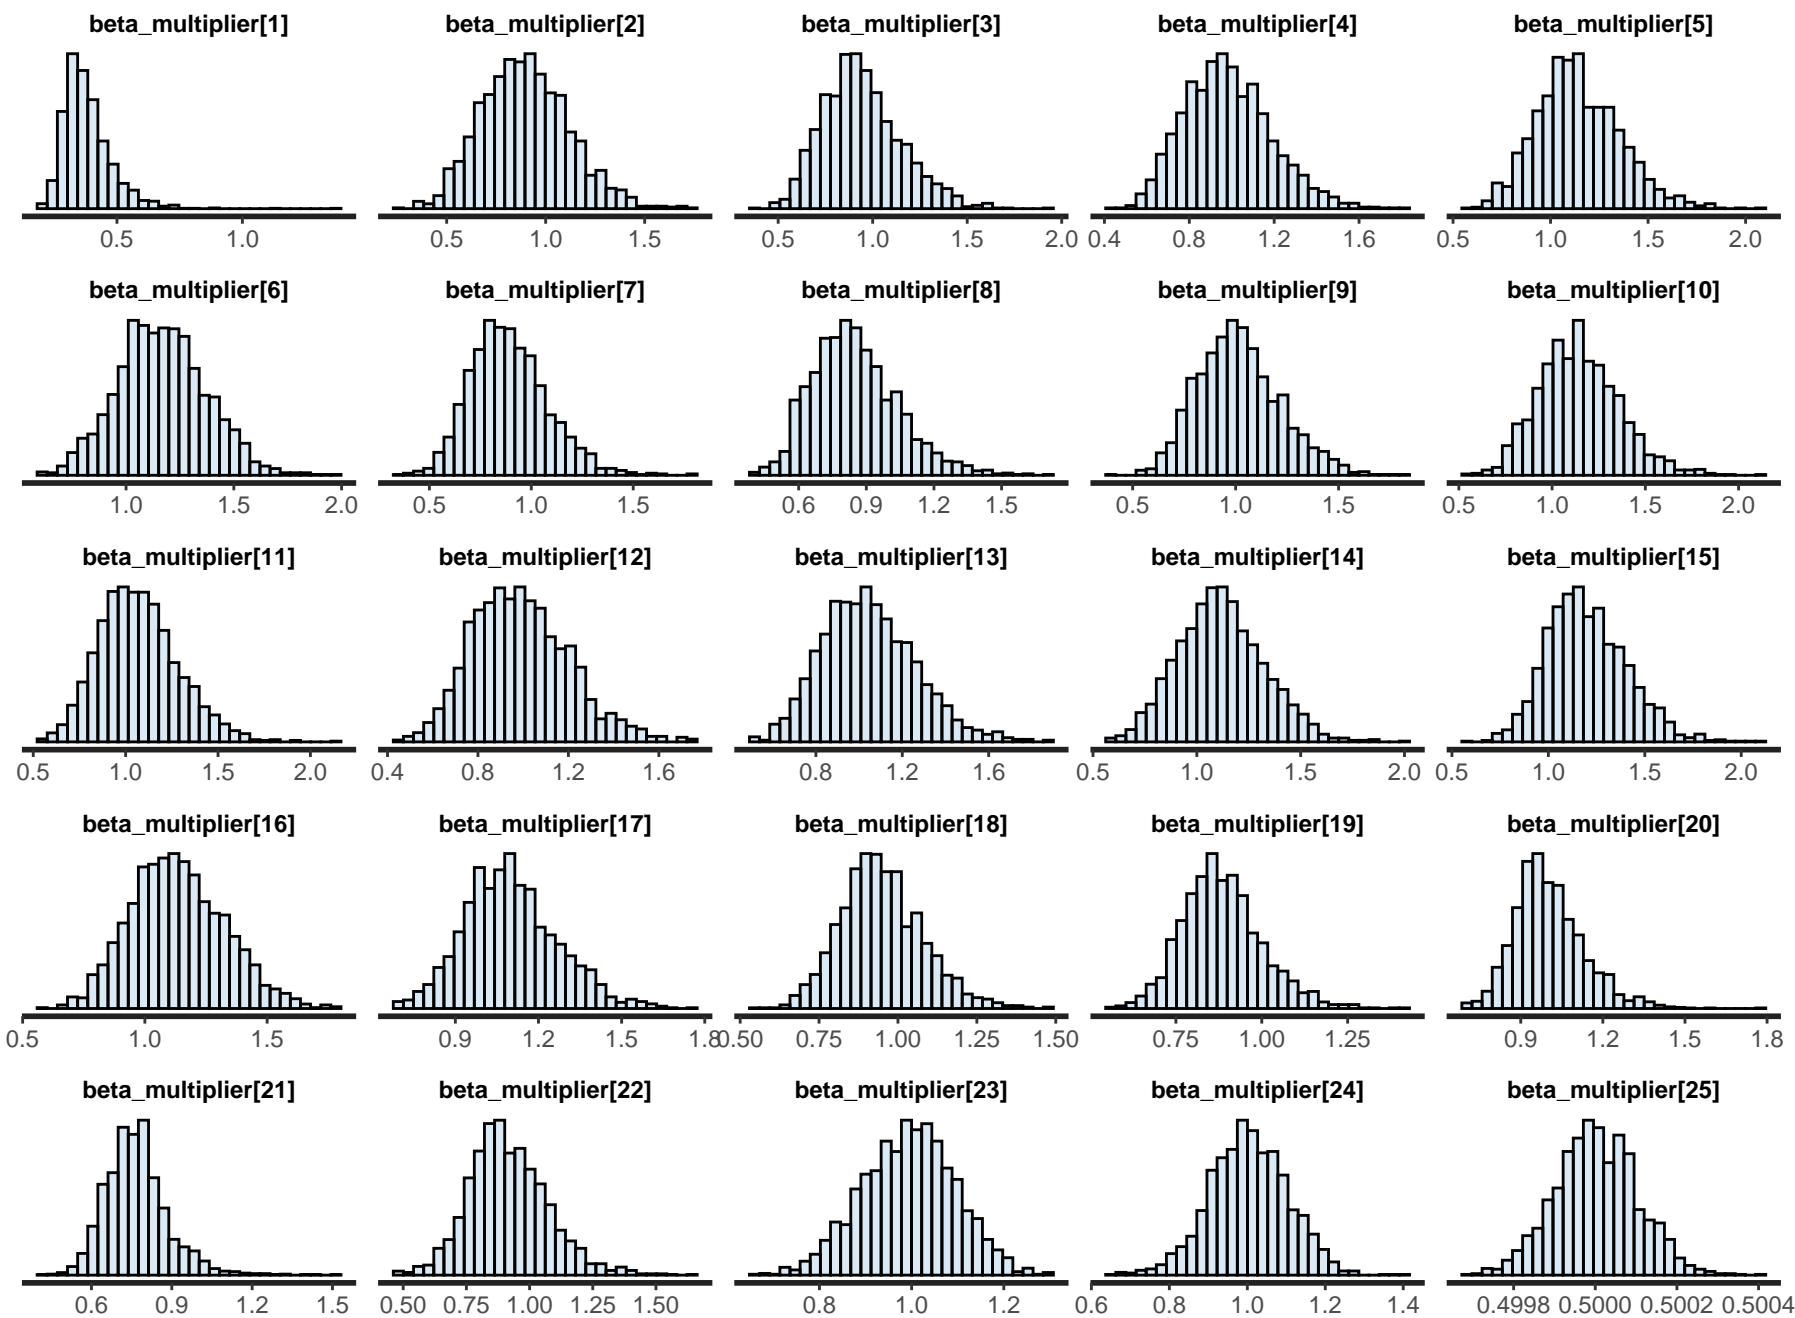 beta_multiplier[1] beta_multiplier[2] beta_multiplier[3] beta_multiplier[4] beta_multiplier[5]
0.5 1.0 0.5 1.0 1.5 0.5 1.0 1.5 2.0 0.4 0.8 1.2 1.6 0.5 1.0 1.5 2.0
beta_multiplier[6] beta_multiplier[7] beta_multiplier[8] beta_multiplier[9] beta_multiplier[10]
1.0 1.5 2.0 0.5 1.0 1.5 0.6 0.9 1.2 1.5 0.5 1.0 1.5 0.5 1.0 1.5 2.0
beta_multiplier[11] beta_multiplier[12] beta_multiplier[13] beta_multiplier[14] beta_multiplier[15]
0.5 1.0 1.5 2.0 0.4 0.8 1.2 1.6 0.8 1.2 1.6 0.5 1.0 1.5 2.0 0.5 1.0 1.5 2.0
beta_multiplier[16] beta_multiplier[17] beta_multiplier[18] beta_multiplier[19] beta_multiplier[20]
0.5 1.0 1.5 0.9 1.2 1.5 1.8 0.50 0.75 1.00 1.25 1.50 0.75 1.00 1.25 0.9 1.2 1.5 1.8
beta_multiplier[21] beta_multiplier[22] beta_multiplier[23] beta_multiplier[24] beta_multiplier[25]
0.6 0.9 1.2 1.5 0.50 0.75 1.00 1.25 1.50 0.8 1.0 1.2 0.6 0.8 1.0 1.2 1.4 0.4998 0.5000 0.5002 0.5004